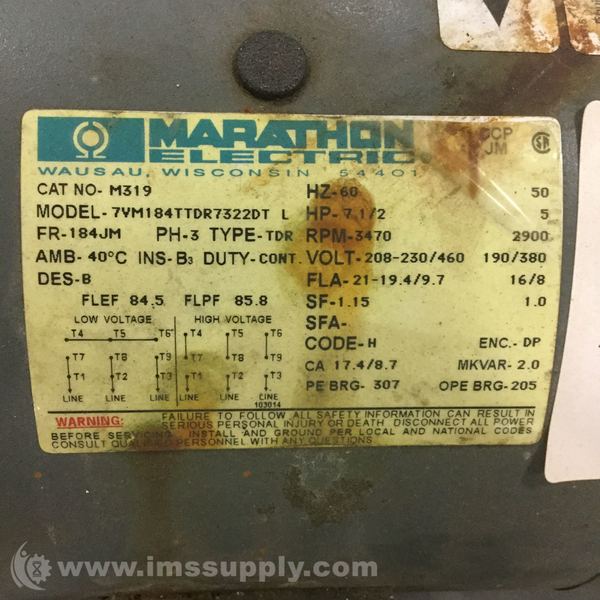 MARATHON CCP
ELECTRIC. JM SA
WAUSAU, WISCONSIN 54401
CAT NO- M319 HZ-60 50
MODEL-7VM184TTDR7322DT L HP-7 1/2 5
FR-184JM PH-3 TYPE-TDR RPM-3470 2900
AMB- 40°C INS-B3 DUTY-CONT. VOLT-208-230/460 190/380
DES-B FLA-21-19.4/9.7 16/8
FLEF 84.5 FLPF 85.8 SF-1.15 1.0
LOW VOLTAGE HIGH VOLTAGE SFA-
T4 T5 T6 T4 T5 T6 CODE-H ENC.- DP
T7 T8 T9 T7 T8 T9 CA 17.4/8.7 MKVAR- 2.0
T1 T2 T3 T1 T2 T3 PE BRG- 307 OPE BRG-205
LINE LINE LINE LINE LINE LINE
103014
WARNING: FAILURE TO FOLLOW ALL SAFETY INFORMATION CAN RESULT IN
SERIOUS PERSONAL INJURY OR DEATH DISCONNECT ALL POWER
BEFORE SERVICING INSTALL AND GROUND PER LOCAL AND NATIONAL CODES
CONSULT QUALIFIED PERSONNEL WITH ANY QUESTIONS.
www.imssupply.com